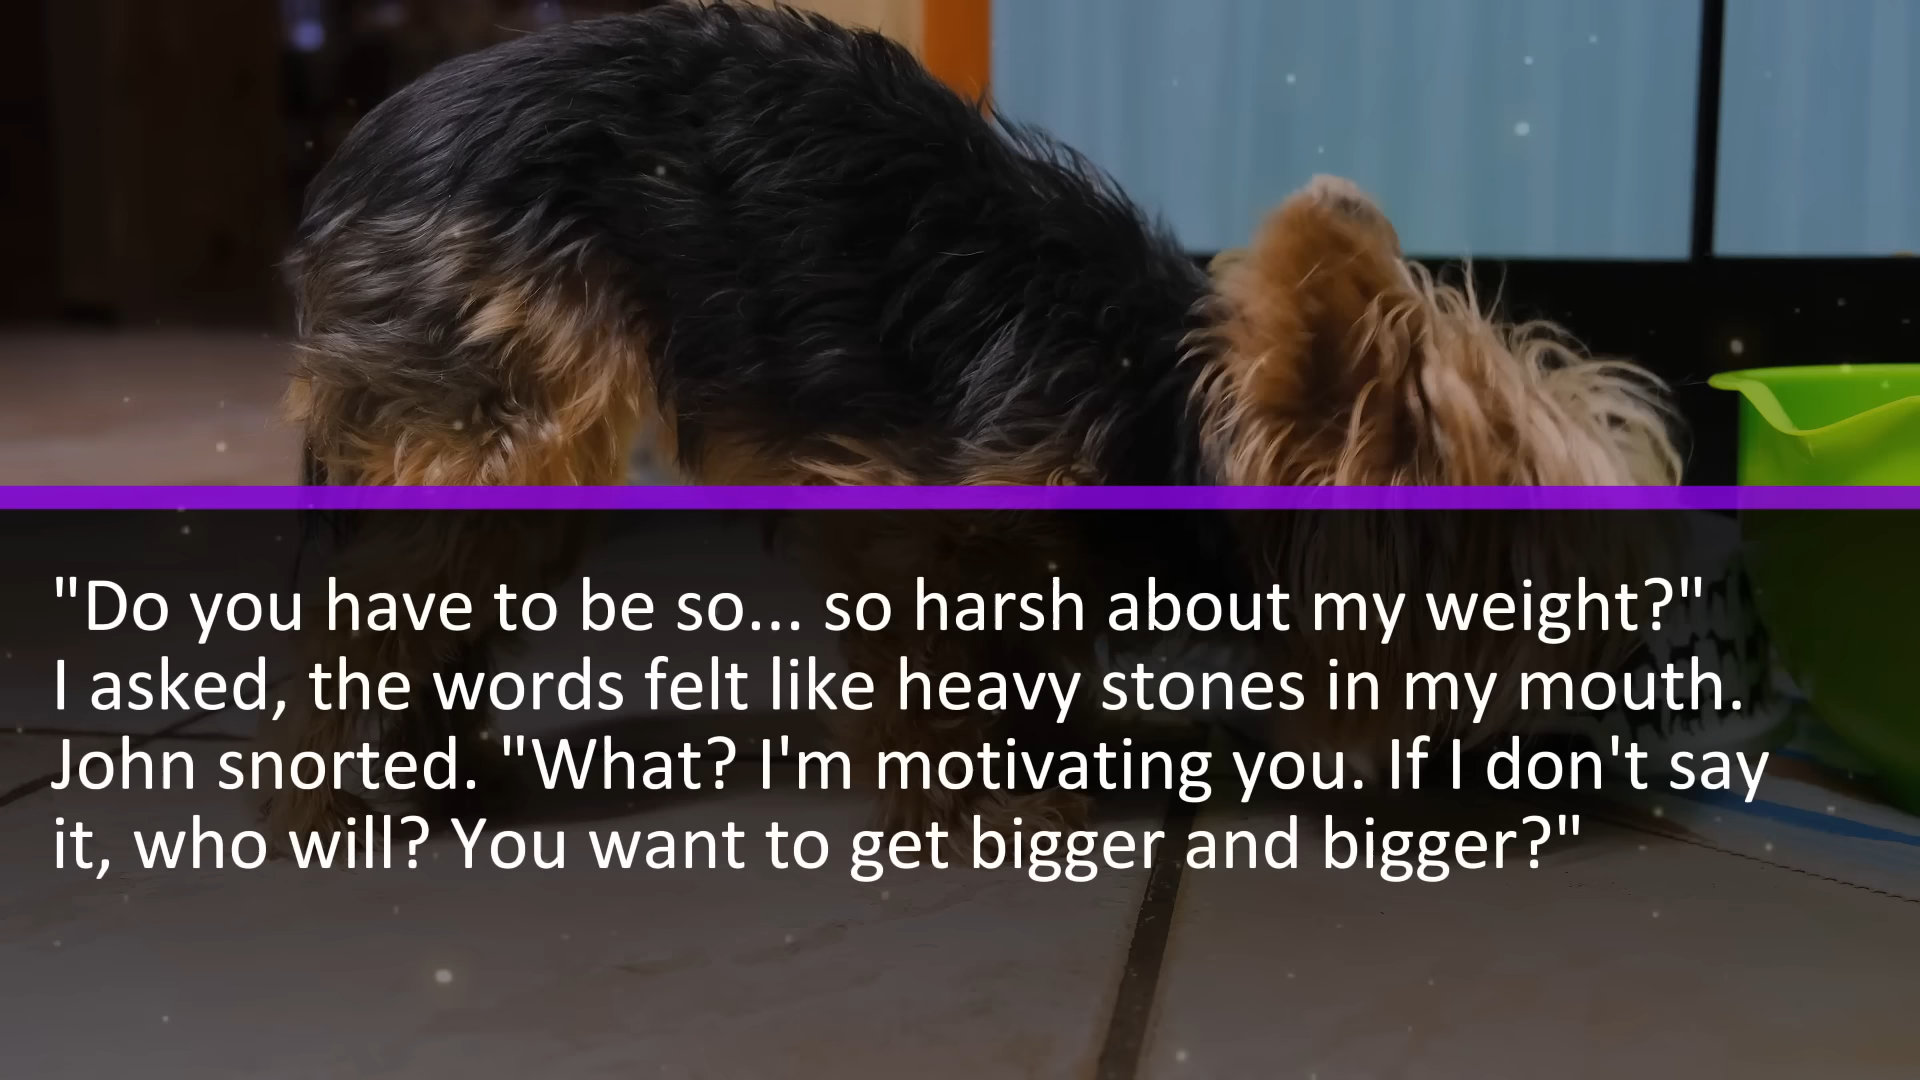 "Do you have to be so... so harsh about my weight?"
I asked, the words felt like heavy stones in my mouth.
John snorted. "What? I'm motivating you. If I don't say
it, who will? You want to get bigger and bigger?"